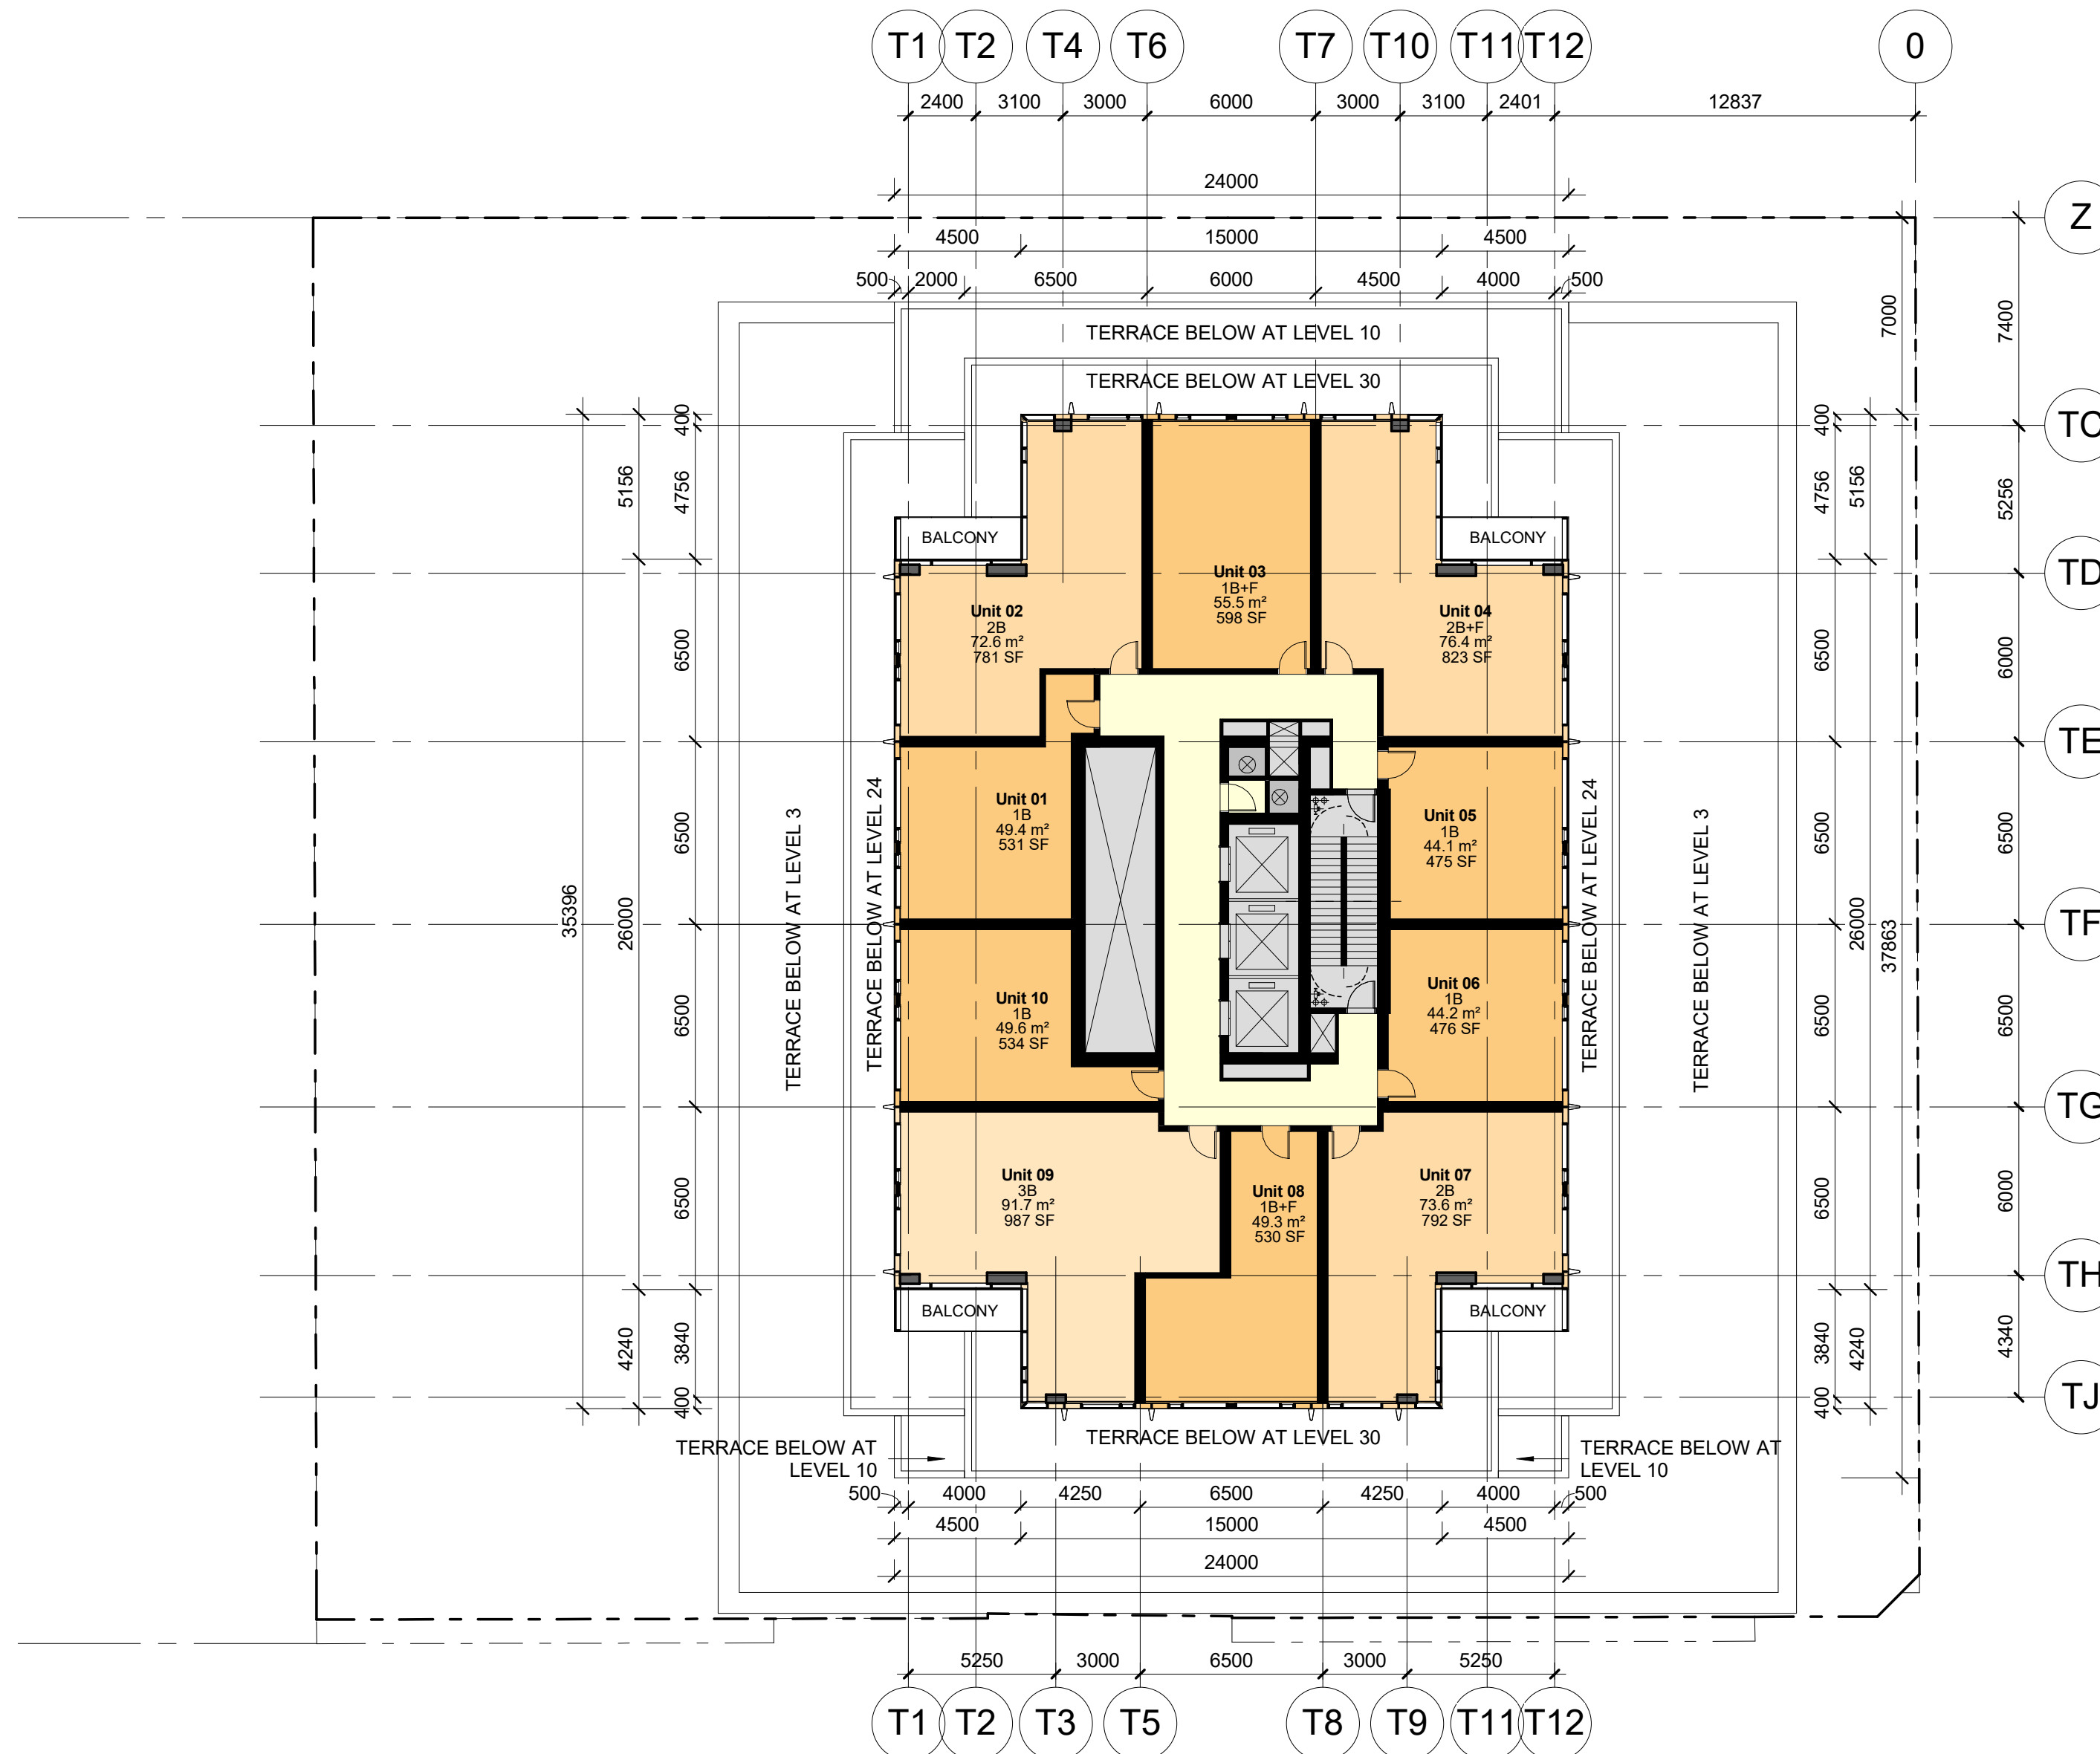 T1 T2 T4 T6 T7 T10 T11 T12 0
2400 3100 3000 6000 3000 3100 2401 12837
24000
Z
4500 15000 4500
500 2000 6500 6000 4500 4000 500
7000
7400
TERRACE BELOW AT LEVEL 10
TERRACE BELOW AT LEVEL 30
400
400
TC
5156
4756
4756
5156
5256
BALCONY
BALCONY
TD
Unit 03
1B+F
55.5 m²
598 SF
Unit 02
2B
72.6 m²
781 SF
Unit 04
2B+F
76.4 m²
823 SF
6500
6500
6000
TE
TERRACE BELOW AT LEVEL 3
TERRACE BELOW AT LEVEL 24
Unit 01
1B
49.4 m²
531 SF
Unit 05
1B
44.1 m²
475 SF
TERRACE BELOW AT LEVEL 24
TERRACE BELOW AT LEVEL 3
6500
6500
6500
35396
26000
26000
37863
TF
Unit 10
1B
49.6 m²
534 SF
Unit 06
1B
44.2 m²
476 SF
6500
6500
6500
TG
Unit 09
3B
91.7 m²
987 SF
Unit 08
1B+F
49.3 m²
530 SF
Unit 07
2B
73.6 m²
792 SF
6500
6500
6000
TH
BALCONY
BALCONY
4240
3840
3840
4240
4340
400
400
TJ
TERRACE BELOW AT LEVEL 30
TERRACE BELOW AT
LEVEL 10
TERRACE BELOW AT
LEVEL 10
500 4000 4250 6500 4250 4000 500
4500 15000 4500
24000
5250 3000 6500 3000 5250
T1 T2 T3 T5 T8 T9 T11 T12